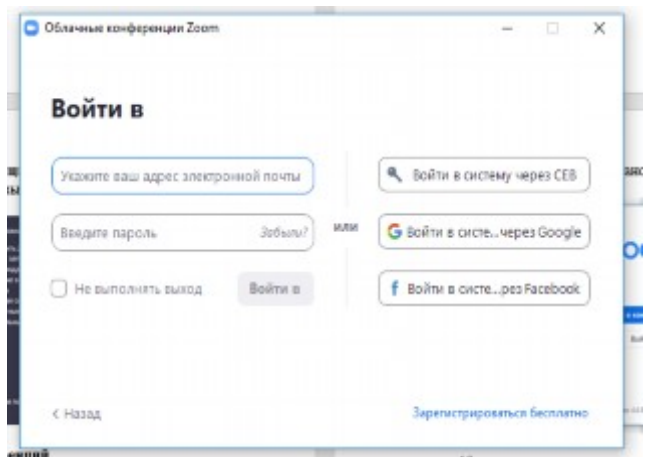 Облачные конференции Zoom
Войти в
Укажите ваш адрес электронной почты
Введите пароль
Забыли?
Не выполнять выход
Войти в
или
Войти в систему через СЕВ
Войти в систе...через Google
Войти в систе...рез Facebook
< Назад
Зарегистрироваться бесплатно